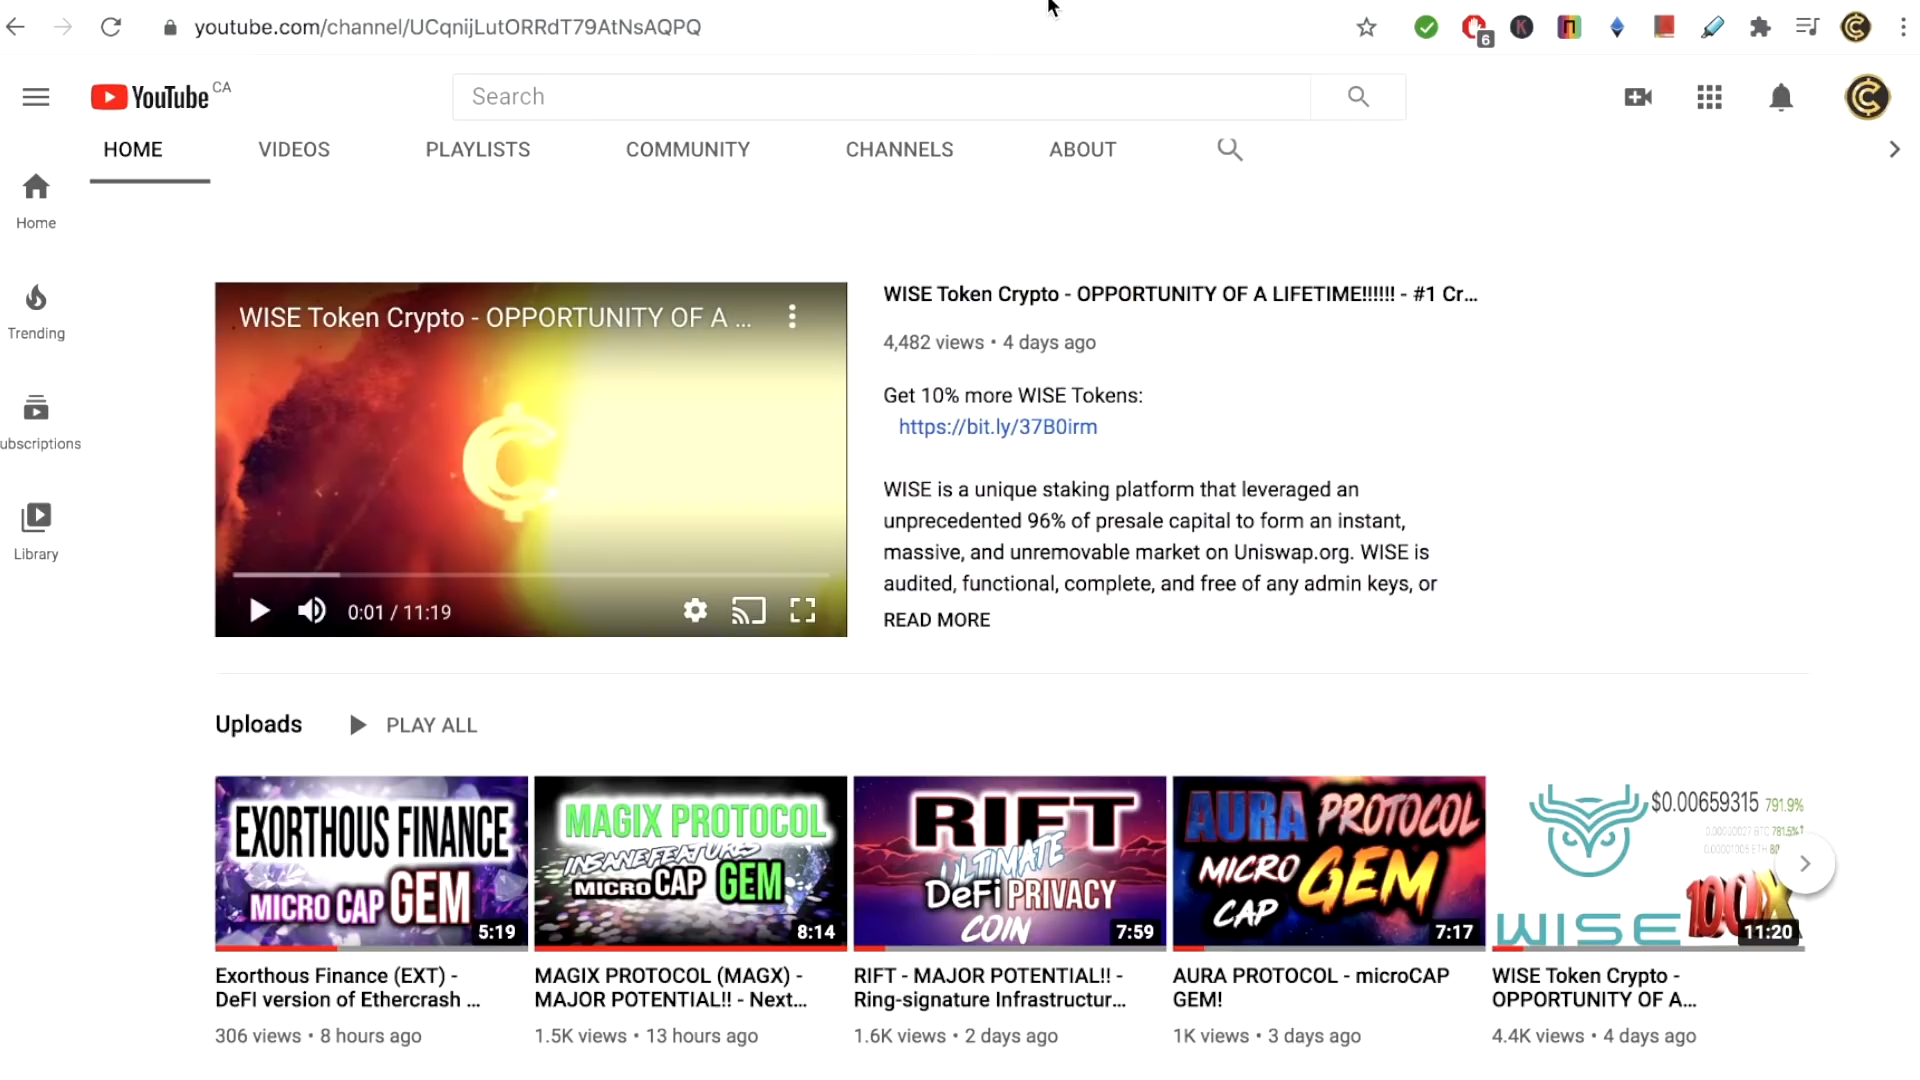 youtube.com/channel/UCqnijLutORRdT79AtNsAQPQ
6
YouTube CA
Search
HOME VIDEOS PLAYLISTS COMMUNITY CHANNELS ABOUT
Home
Trending
ubscriptions
Library
WISE Token Crypto - OPPORTUNITY OF A ...
0:01 / 11:19
WISE Token Crypto - OPPORTUNITY OF A LIFETIME!!!!!! - #1 Cr...
4,482 views • 4 days ago
Get 10% more WISE Tokens:
https://bit.ly/37B0irm
WISE is a unique staking platform that leveraged an
unprecedented 96% of presale capital to form an instant,
massive, and unremovable market on Uniswap.org. WISE is
audited, functional, complete, and free of any admin keys, or
READ MORE
Uploads PLAY ALL
EXORTHOUS FINANCE
MICRO CAP GEM
5:19
Exorthous Finance (EXT) -
DeFI version of Ethercrash ...
306 views • 8 hours ago
MAGIX PROTOCOL
INSANE FEATURES
MICRO CAP GEM
8:14
MAGIX PROTOCOL (MAGX) -
MAJOR POTENTIAL!! - Next...
1.5K views • 13 hours ago
RIFT
ULTIMATE
DeFi PRIVACY
COIN
7:59
RIFT - MAJOR POTENTIAL!! -
Ring-signature Infrastructur...
1.6K views • 2 days ago
AURA PROTOCOL
MICRO GEM
CAP
7:17
AURA PROTOCOL - microCAP
GEM!
1K views • 3 days ago
$0.00659315 791.9%
100X
WISE
11:20
WISE Token Crypto -
OPPORTUNITY OF A...
4.4K views • 4 days ago